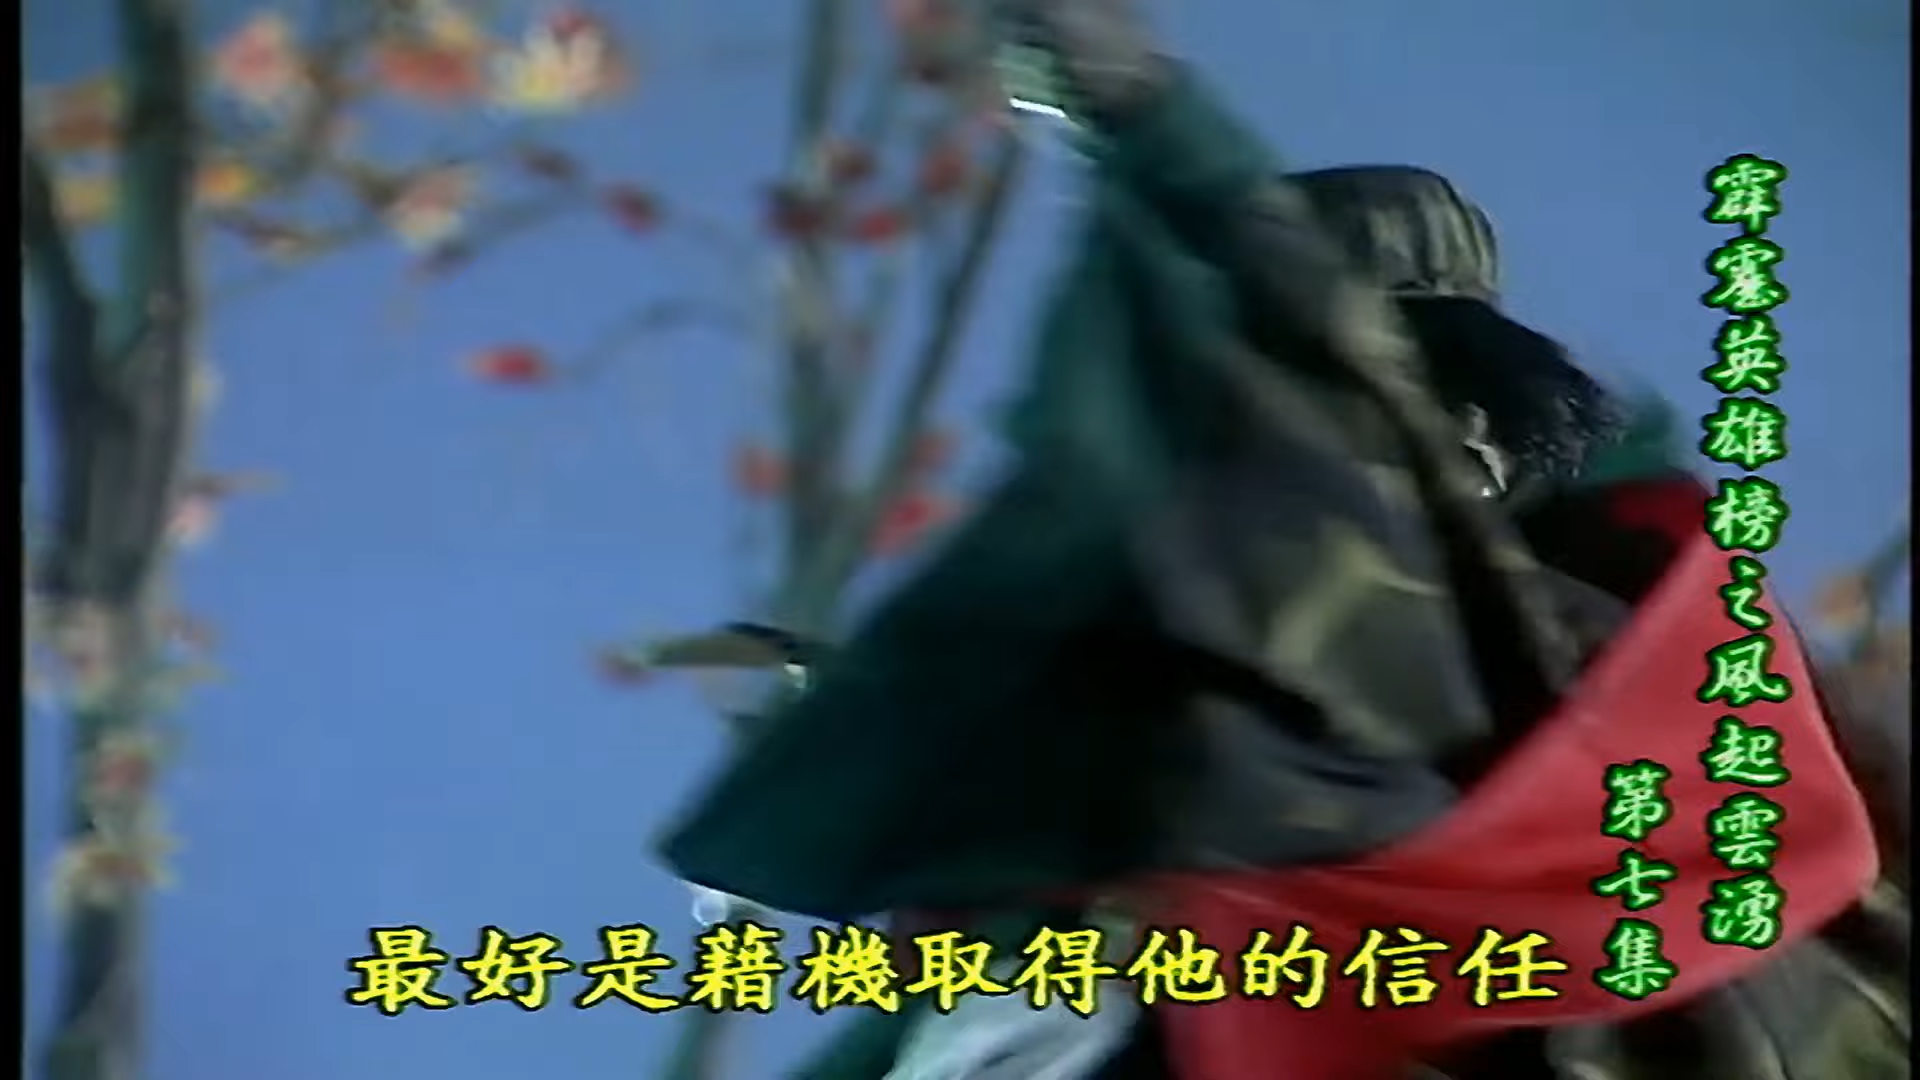 霹靂英雄榜之風起雲湧
第七集
最好是藉機取得他的信任